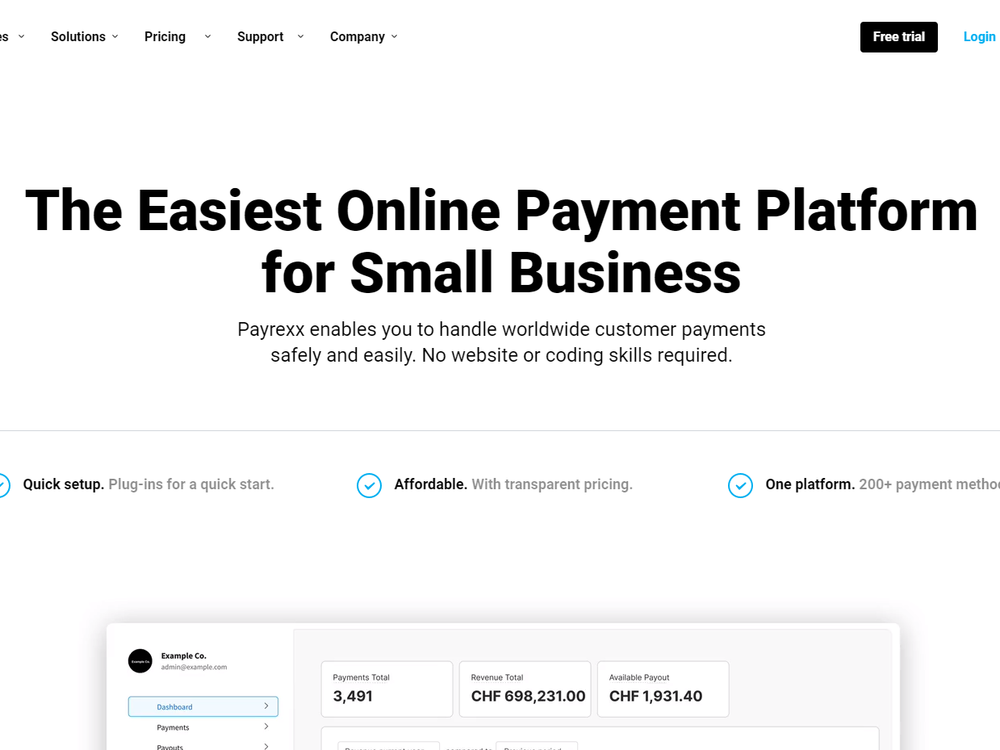 Solutions
Pricing
Support
Company
Free trial
Login
The Easiest Online Payment Platform
for Small Business
Payrexx enables you to handle worldwide customer payments
safely and easily. No website or coding skills required.
Quick setup. Plug-ins for a quick start.
Affordable. With transparent pricing.
One platform. 200+ payment
Example Co.
Example Co.
admin@example.com
Dashboard
Payments
Payouts
Payments Total
3,491
Revenue Total
CHF 698,231.00
Available Payout
CHF 1,931.40